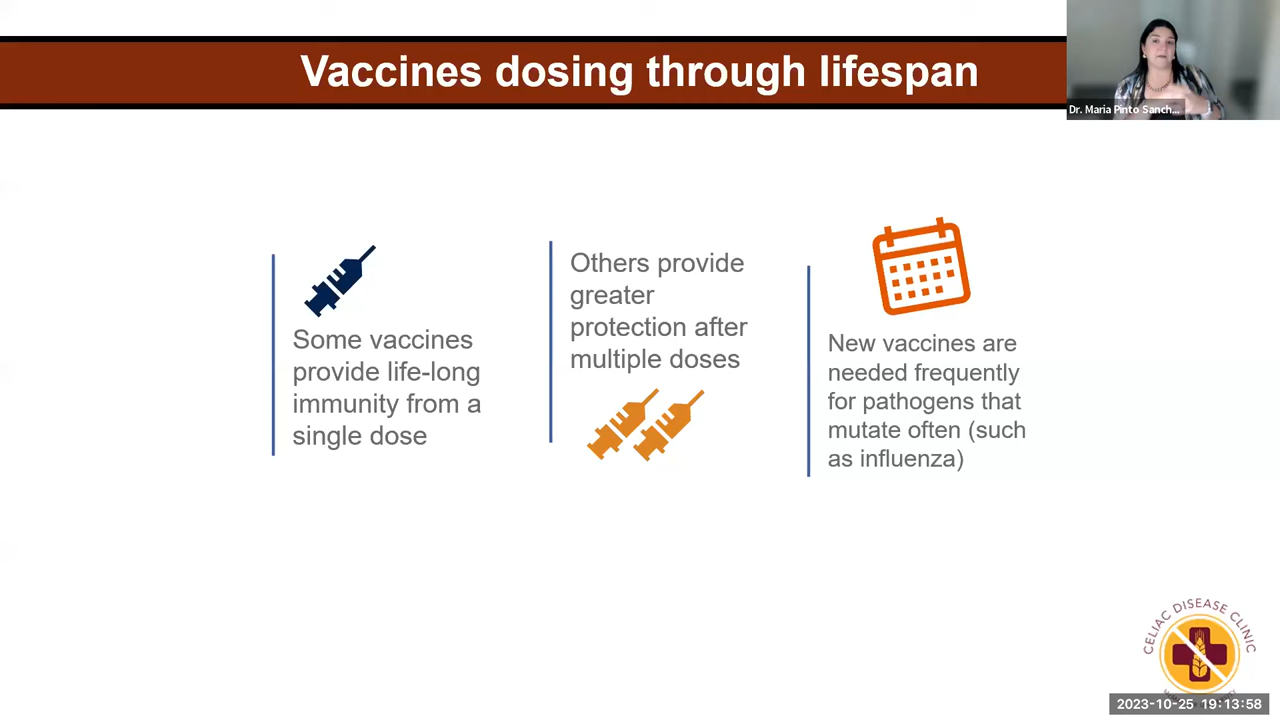 Vaccines dosing through lifespan
Dr. Maria Pinto Sanch...
Some vaccines
provide life-long
immunity from a
single dose
Others provide
greater
protection after
multiple doses
New vaccines are
needed frequently
for pathogens that
mutate often (such
as influenza)
CELIAC DISEASE CLINIC
2023-10-25 19:13:58